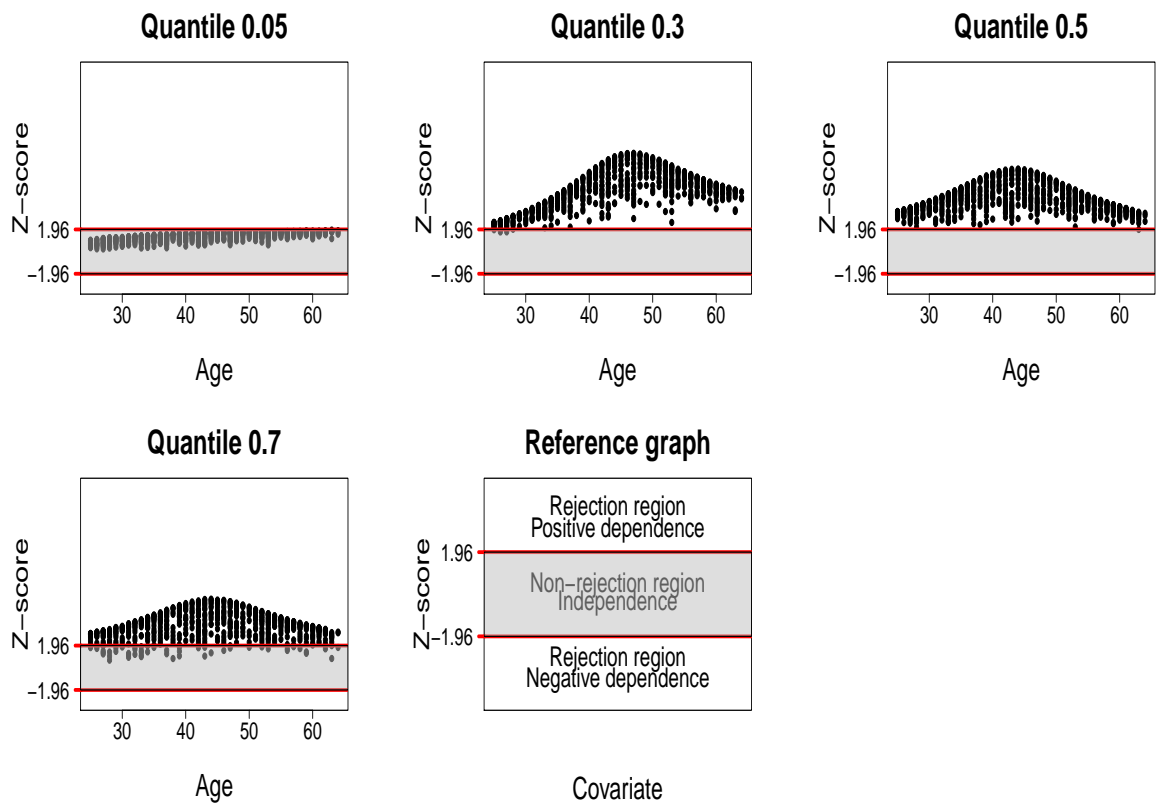 Quantile 0.05
Z−score
1.96
−1.96
30 40 50 60
Age
Quantile 0.3
Z−score
1.96
−1.96
30 40 50 60
Age
Quantile 0.5
Z−score
1.96
−1.96
30 40 50 60
Age
Quantile 0.7
Z−score
1.96
−1.96
30 40 50 60
Age
Reference graph
Z−score
1.96
−1.96
Rejection region
Positive dependence
Non−rejection region
Independence
Rejection region
Negative dependence
Covariate